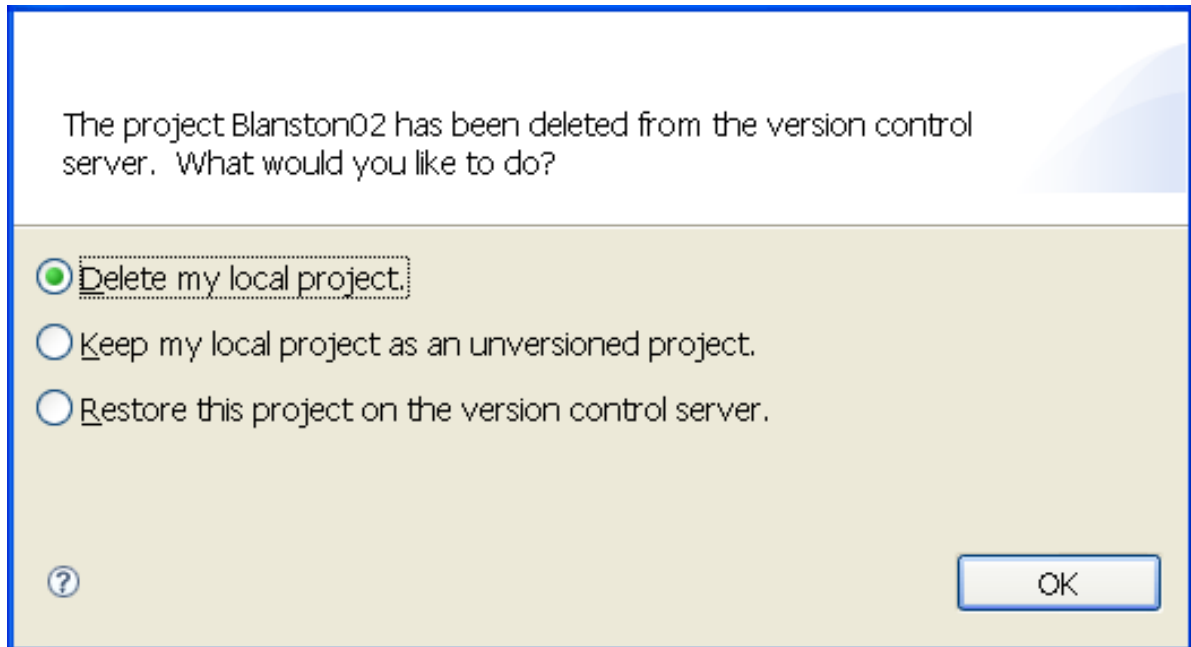 The project Blanston02 has been deleted from the version control
server.  What would you like to do?
Delete my local project.
Keep my local project as an unversioned project.
Restore this project on the version control server.
?
OK